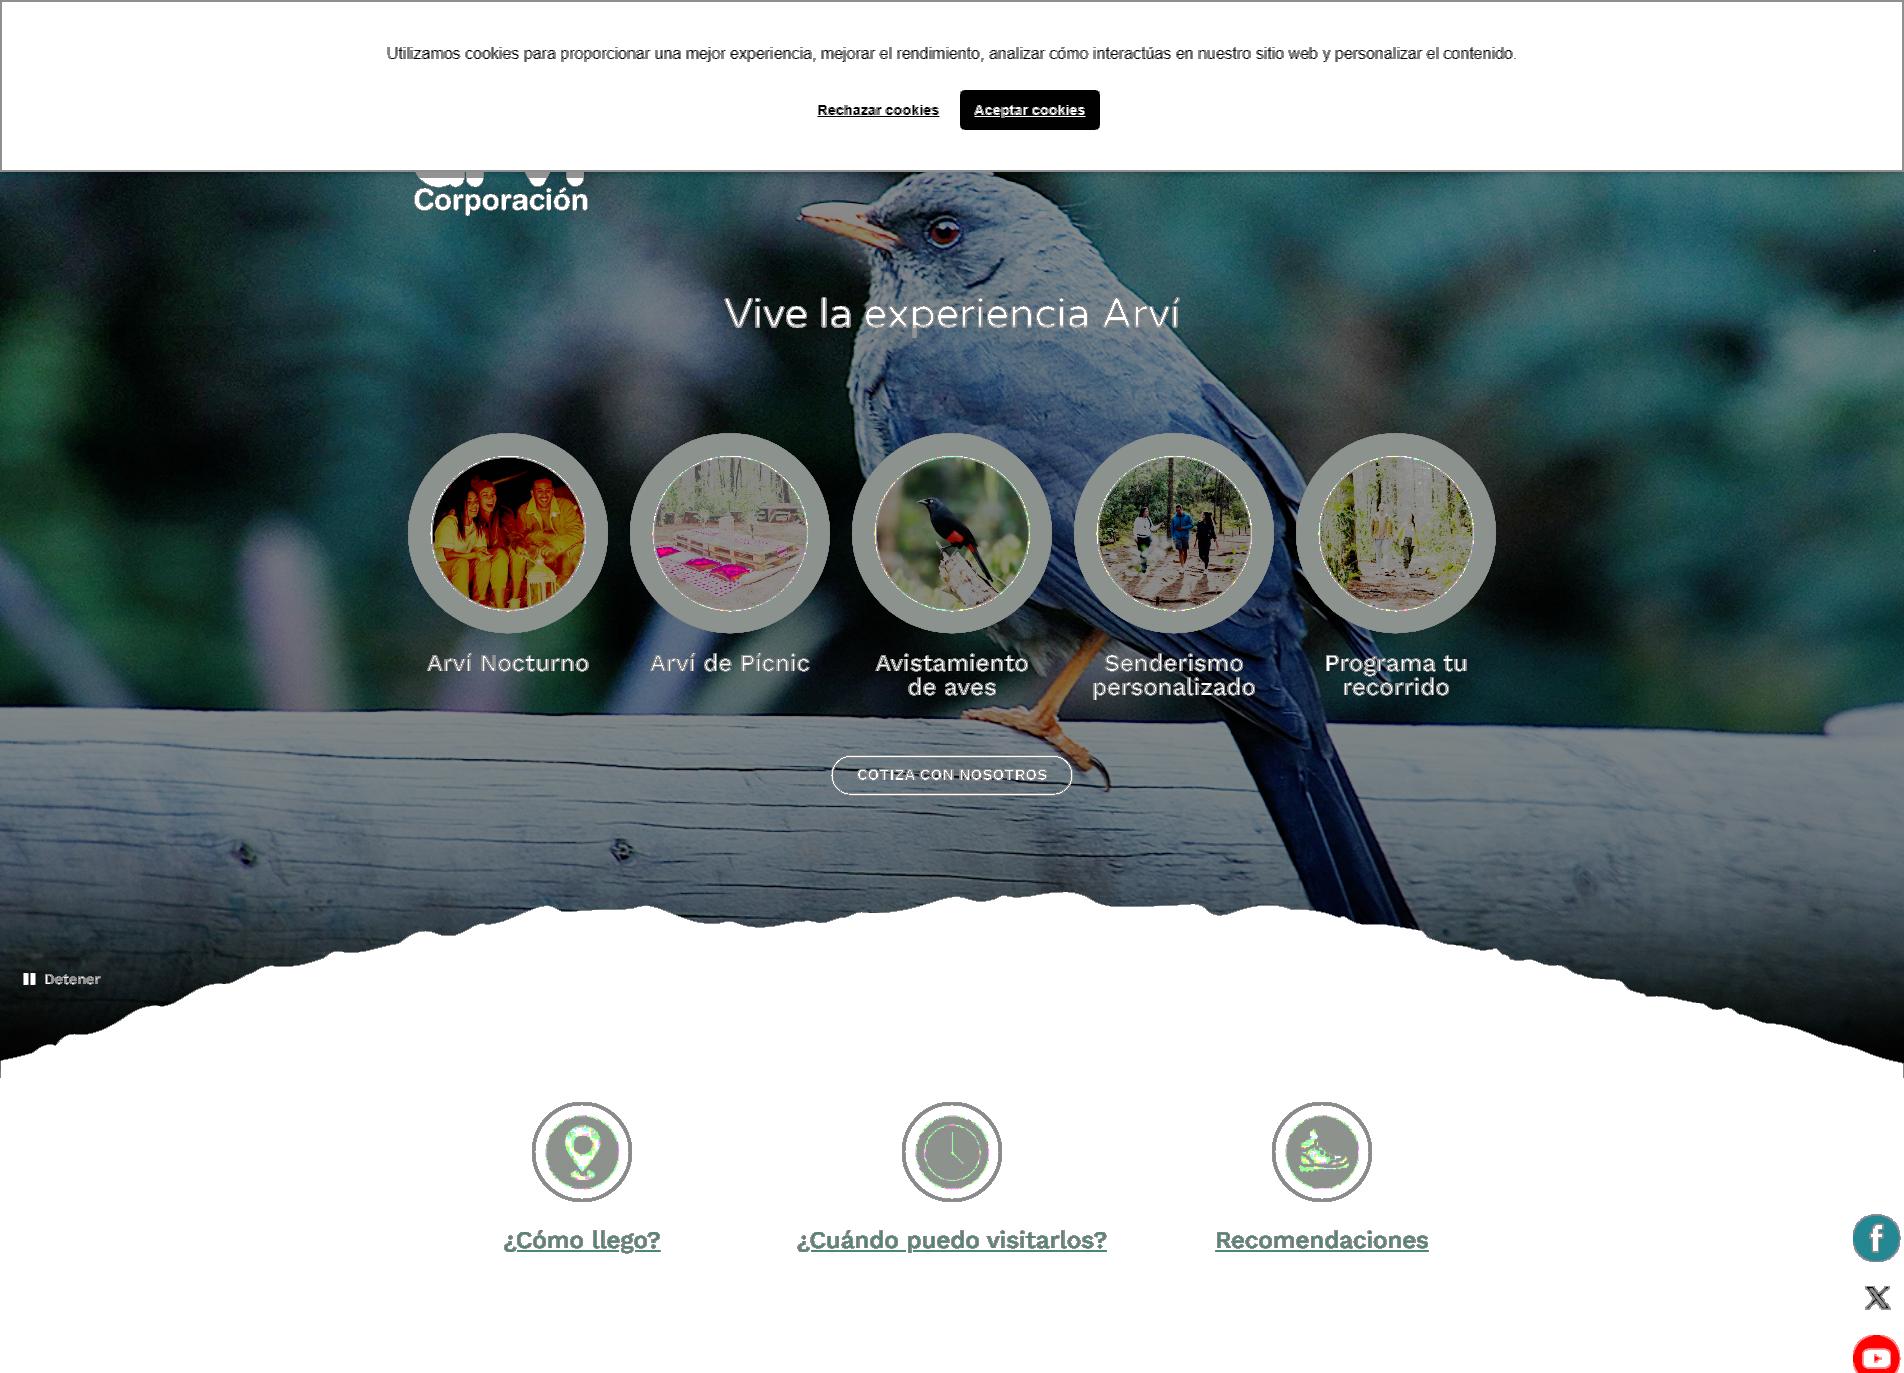 Utilizamos cookies para proporcionar una mejor experiencia, mejorar el rendimiento, analizar cómo interactúas en nuestro sitio web y personalizar el contenido.
Rechazar cookies
Aceptar cookies
Corporación
Vive la experiencia Arví
Arví Nocturno
Arví de Pícnic
Avistamiento
de aves
Senderismo
personalizado
Programa tu
recorrido
COTIZA CON NOSOTROS
Detener
¿Cómo llego?
¿Cuándo puedo visitarlos?
Recomendaciones